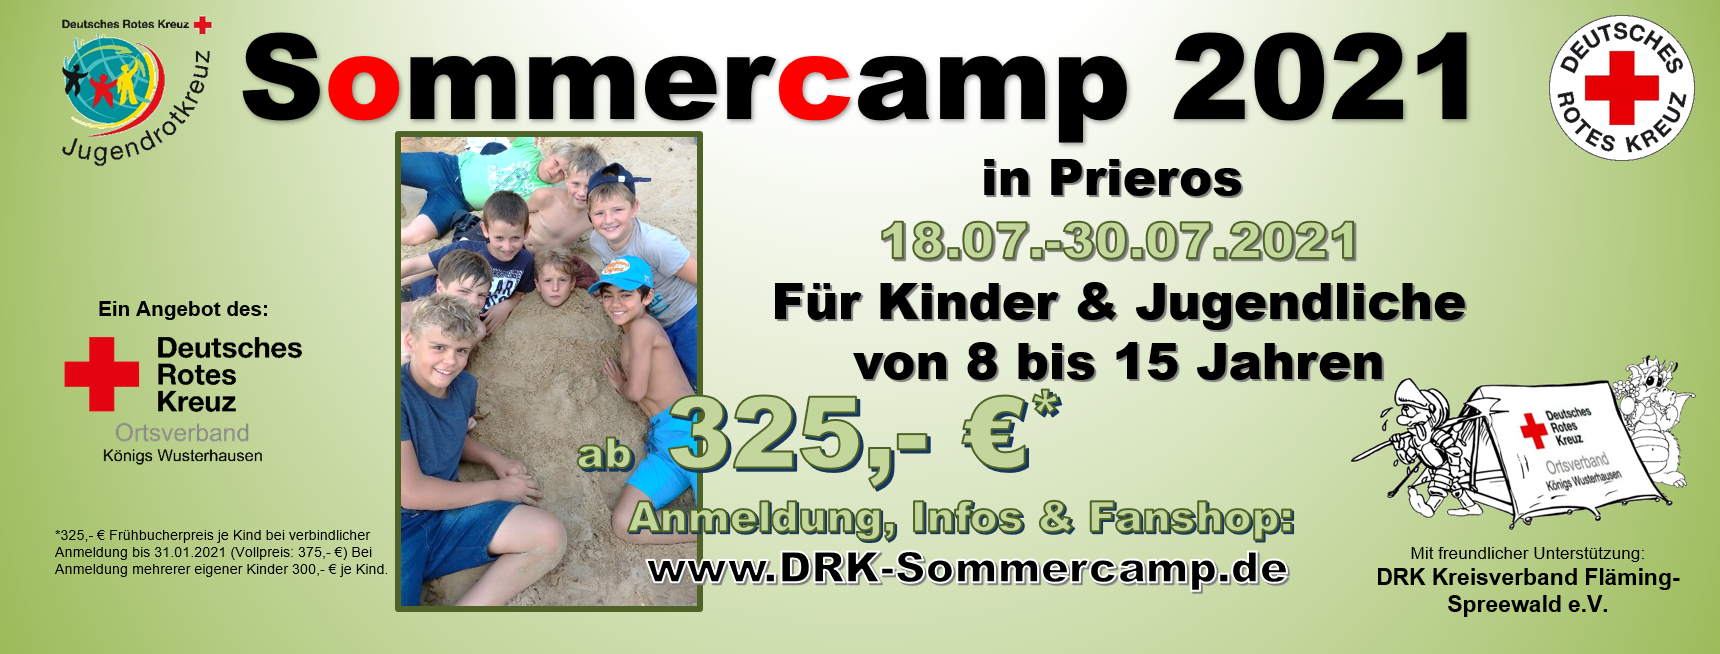 Deutsches Rotes Kreuz
Jugendrotkreuz
Sommercamp 2021
DEUTSCHES
ROTES KREUZ
in Prieros
18.07.-30.07.2021
Für Kinder & Jugendliche
von 8 bis 15 Jahren
ab 325,- €*
Anmeldung, Infos & Fanshop:
www.DRK-Sommercamp.de
Ein Angebot des:
Deutsches
Rotes
Kreuz
Ortsverband
Königs Wusterhausen
*325,- € Frühbucherpreis je Kind bei verbindlicher
Anmeldung bis 31.01.2021 (Vollpreis: 375,- €) Bei
Anmeldung mehrerer eigener Kinder 300,- € je Kind.
Deutsches
Rotes
Kreuz
Ortsverband
Königs Wusterhausen
Mit freundlicher Unterstützung:
DRK Kreisverband Fläming-
Spreewald e.V.